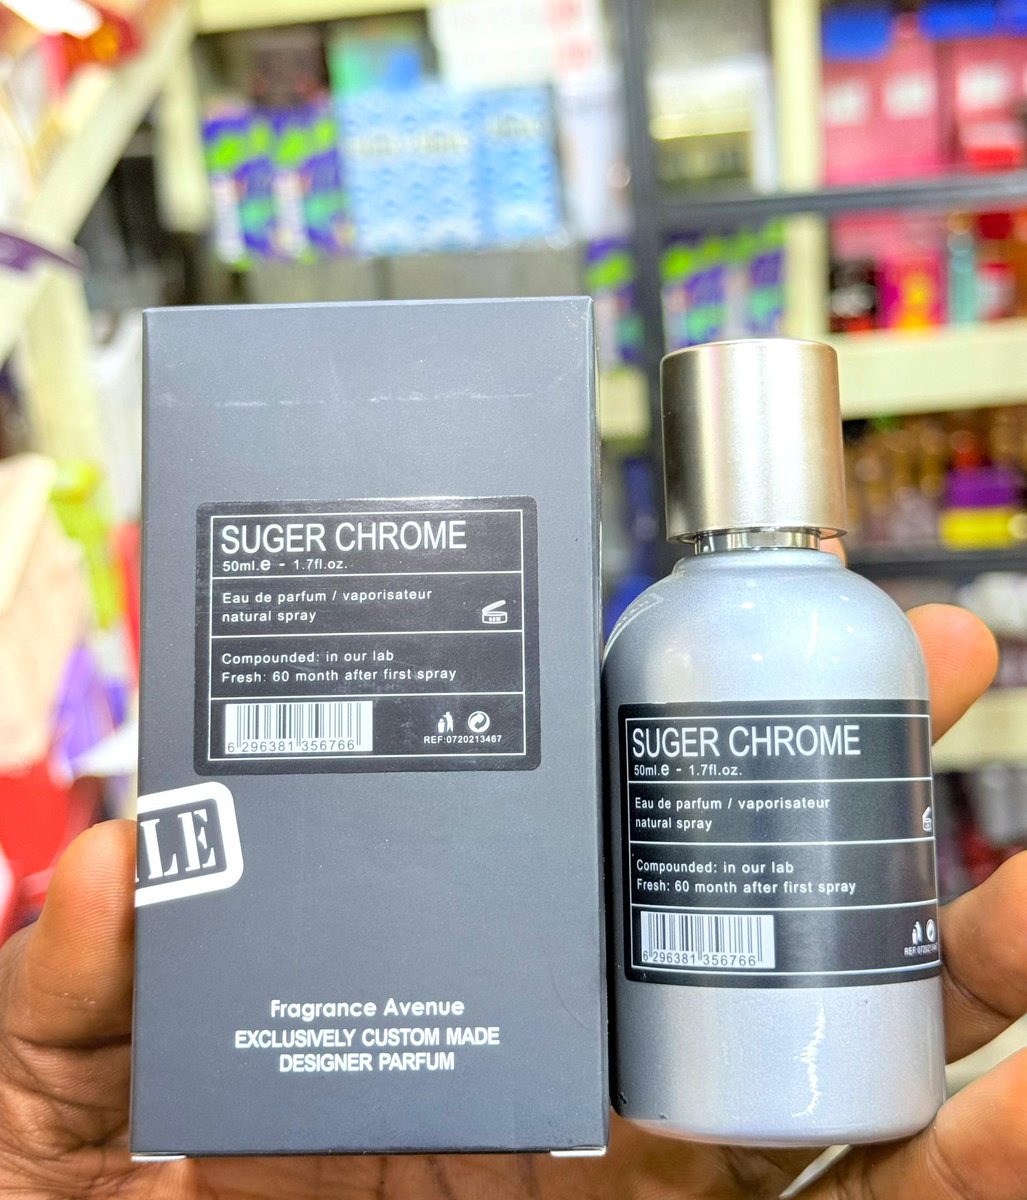 SUGER CHROME
50ml.e - 1.7fl.oz.
Eau de parfum / vaporisateur
natural spray
60M
Compounded: in our lab
Fresh: 60 month after first spray
6 296381 356766
REF:0720213467
LE
Fragrance Avenue
EXCLUSIVELY CUSTOM MADE
DESIGNER PARFUM
SUGER CHROME
50ml.e - 1.7fl.oz.
Eau de parfum / vaporisateur
natural spray
Compounded: in our lab
Fresh: 60 month after first spray
6 296381 356766
REF:0720213467